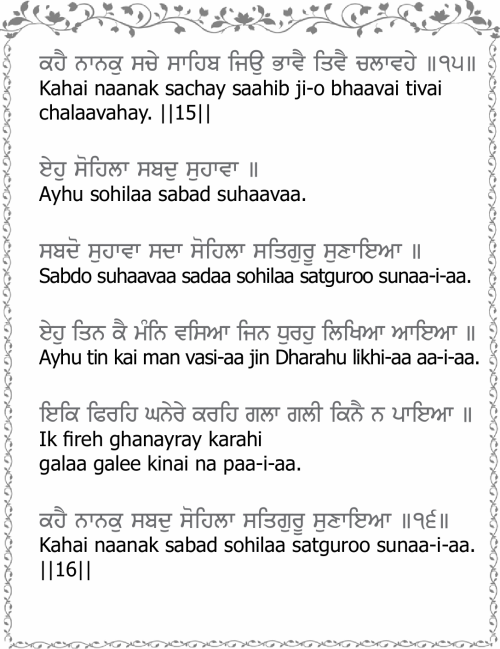 ਕਹੈ ਨਾਨਕੁ ਸਚੇ ਸਾਹਿਬ ਜਿਉ ਭਾਵੈ ਤਿਵੈ ਚਲਾਵਹੇ ॥੧੫॥
Kahai naanak sachay saahib ji-o bhaavai tivai
chalaavahay. ||15||
ਏਹੁ ਸੋਹਿਲਾ ਸਬਦੁ ਸੁਹਾਵਾ ॥
Ayhu sohilaa sabad suhaavaa.
ਸਬਦੋ ਸੁਹਾਵਾ ਸਦਾ ਸੋਹਿਲਾ ਸਤਿਗੁਰੂ ਸੁਣਾਇਆ ॥
Sabdo suhaavaa sadaa sohilaa satguroo sunaa-i-aa.
ਏਹੁ ਤਿਨ ਕੈ ਮੰਨਿ ਵਸਿਆ ਜਿਨ ਧੁਰਹੁ ਲਿਖਿਆ ਆਇਆ ॥
Ayhu tin kai man vasi-aa jin Dharahu likhi-aa aa-i-aa.
ਇਕਿ ਫਿਰਹਿ ਘਨੇਰੇ ਕਰਹਿ ਗਲਾ ਗਲੀ ਕਿਨੈ ਨ ਪਾਇਆ ॥
Ik fireh ghanayray karahi
galaa galee kinai na paa-i-aa.
ਕਹੈ ਨਾਨਕੁ ਸਬਦੁ ਸੋਹਿਲਾ ਸਤਿਗੁਰੂ ਸੁਣਾਇਆ ॥੧੬॥
Kahai naanak sabad sohilaa satguroo sunaa-i-aa.
||16||